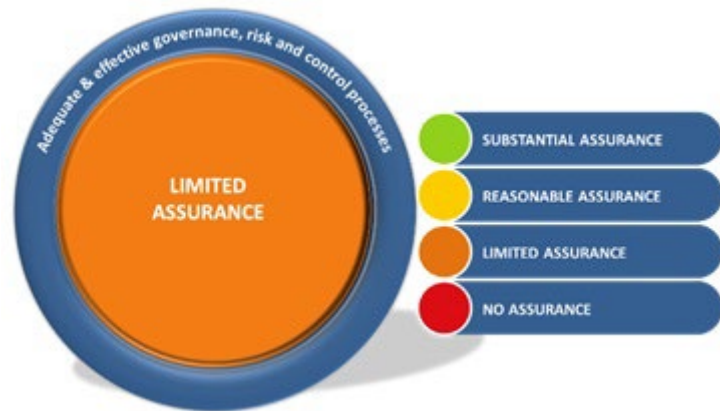 Adequate & effective governance, risk and control processes
LIMITED
ASSURANCE
SUBSTANTIAL ASSURANCE
REASONABLE ASSURANCE
LIMITED ASSURANCE
NO ASSURANCE